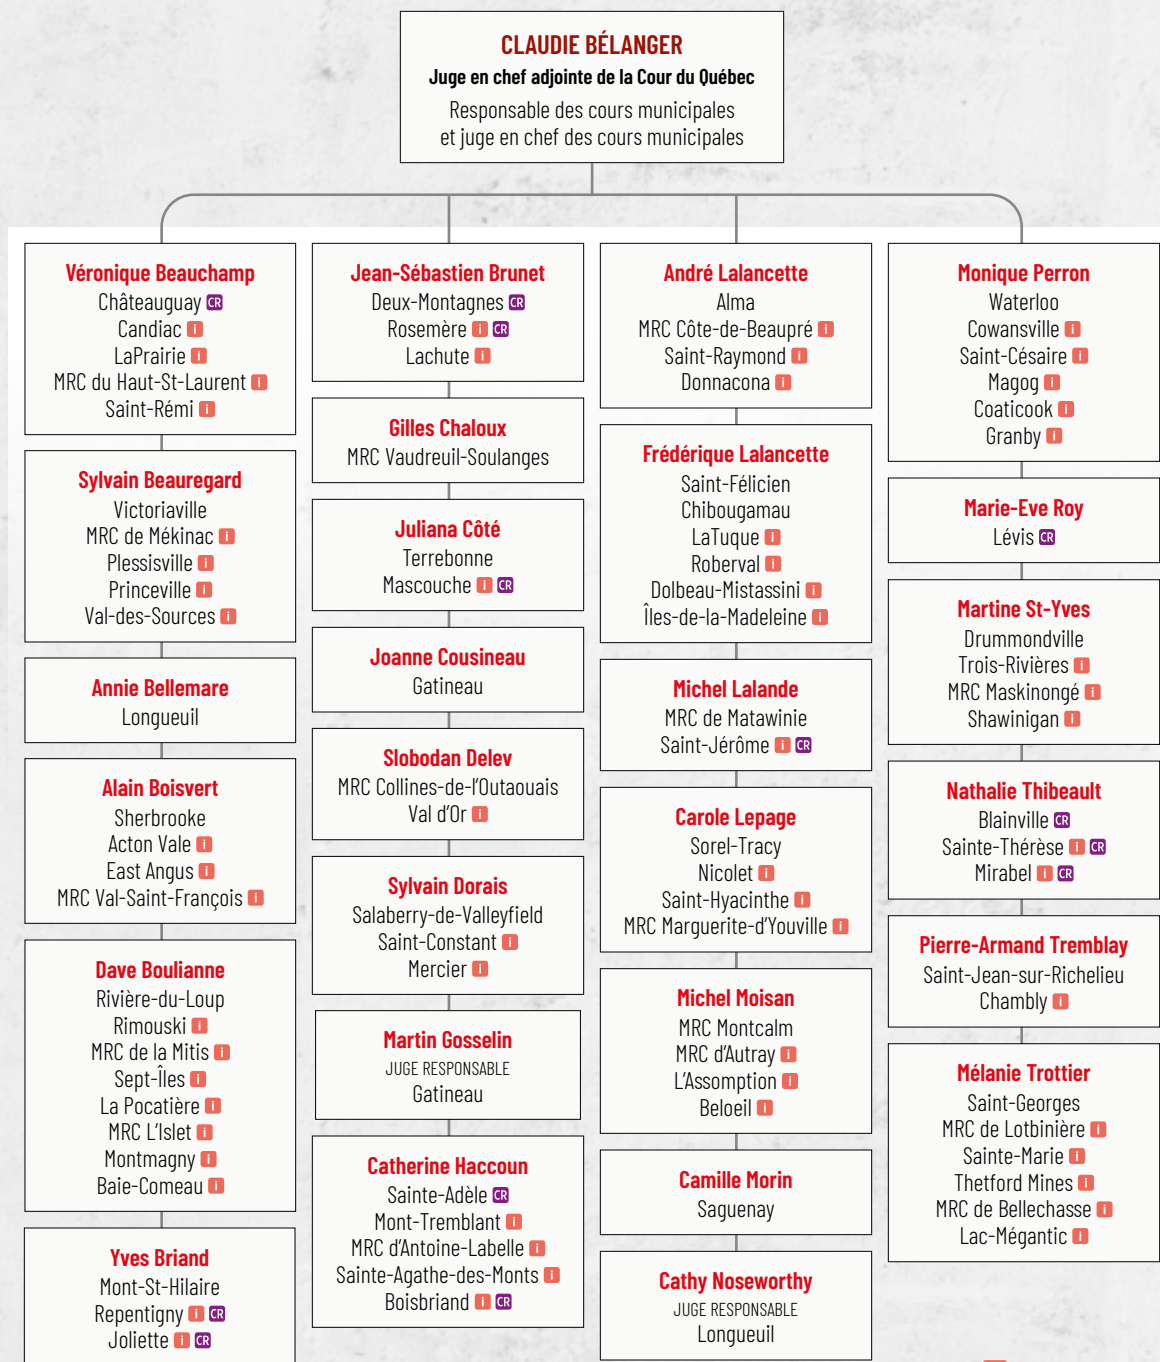 CLAUDIE BÉLANGER
Juge en chef adjointe de la Cour du Québec
Responsable des cours municipales
et juge en chef des cours municipales
Véronique Beauchamp
Châteauguay CR
Candiac i
LaPrairie i
MRC du Haut-St-Laurent i
Saint-Rémi i
Sylvain Beauregard
Victoriaville
MRC de Mékinac i
Plessisville i
Princeville i
Val-des-Sources i
Annie Bellemare
Longueuil
Alain Boisvert
Sherbrooke
Acton Vale i
East Angus i
MRC Val-Saint-François i
Dave Boulianne
Rivière-du-Loup
Rimouski i
MRC de la Mitis i
Sept-Îles i
La Pocatière i
MRC L'Islet i
Montmagny i
Baie-Comeau i
Yves Briand
Mont-St-Hilaire
Repentigny i CR
Joliette i CR
Jean-Sébastien Brunet
Deux-Montagnes CR
Rosemère i CR
Lachute i
Gilles Chaloux
MRC Vaudreuil-Soulanges
Juliana Côté
Terrebonne
Mascouche i CR
Joanne Cousineau
Gatineau
Slobodan Delev
MRC Collines-de-l'Outaouais
Val d'Or i
Sylvain Dorais
Salaberry-de-Valleyfield
Saint-Constant i
Mercier i
Martin Gosselin
JUGE RESPONSABLE
Gatineau
Catherine Haccoun
Sainte-Adèle CR
Mont-Tremblant i
MRC d'Antoine-Labelle i
Sainte-Agathe-des-Monts i
Boisbriand i CR
André Lalancette
Alma
MRC Côte-de-Beaupré i
Saint-Raymond i
Donnacona i
Frédérique Lalancette
Saint-Félicien
Chibougamau
LaTuque i
Roberval i
Dolbeau-Mistassini i
Îles-de-la-Madeleine i
Michel Lalande
MRC de Matawinie
Saint-Jérôme i CR
Carole Lepage
Sorel-Tracy
Nicolet i
Saint-Hyacinthe i
MRC Marguerite-d'Youville i
Michel Moisan
MRC Montcalm
MRC d'Autray i
L'Assomption i
Beloeil i
Camille Morin
Saguenay
Cathy Noseworthy
JUGE RESPONSABLE
Longueuil
Monique Perron
Waterloo
Cowansville i
Saint-Césaire i
Magog i
Coaticook i
Granby i
Marie-Eve Roy
Lévis CR
Martine St-Yves
Drummondville
Trois-Rivières i
MRC Maskinongé i
Shawinigan i
Nathalie Thibeault
Blainville CR
Sainte-Thérèse i CR
Mirabel i CR
Pierre-Armand Tremblay
Saint-Jean-sur-Richelieu
Chambly i
Mélanie Trottier
Saint-Georges
MRC de Lotbinière i
Sainte-Marie i
Thetford Mines i
MRC de Bellechasse i
Lac-Mégantic i